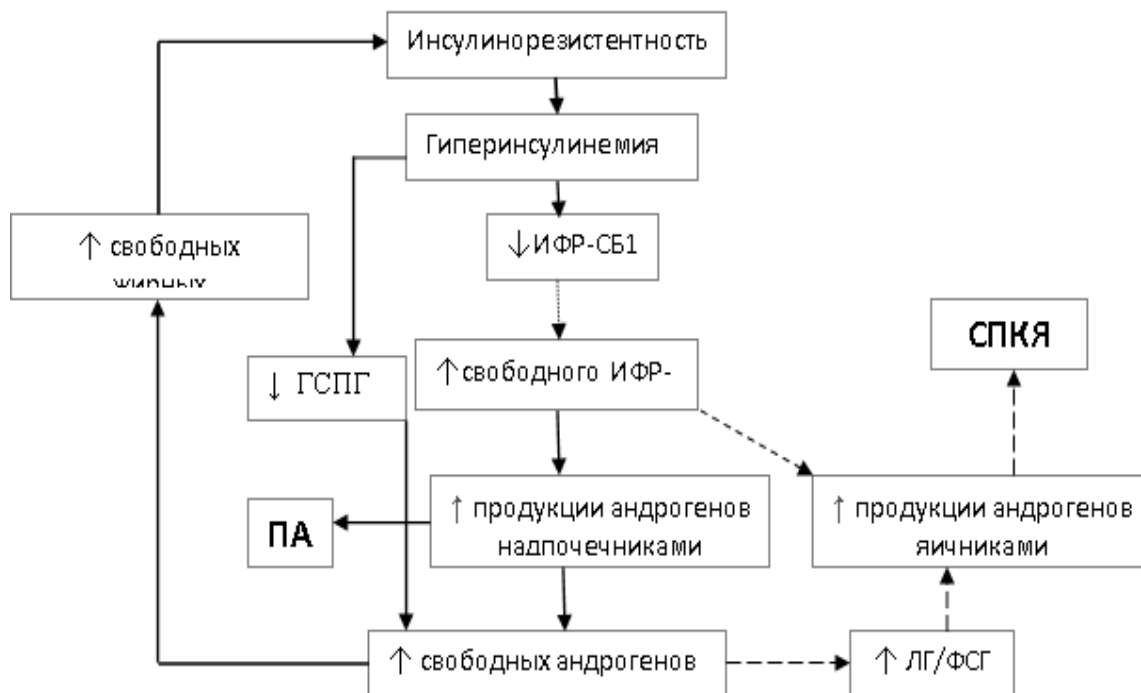 Инсулинорезистентность
Гиперинсулинемия
↓ИФР-СБ1
↑ свободных
жирных
СПКЯ
↑свободного ИФР-
↓ ГСПГ
↑ продукции андрогенов
надпочечниками
↑ продукции андрогенов
яичниками
ПА
↑ свободных андрогенов
↑ ЛГ/ФСГ